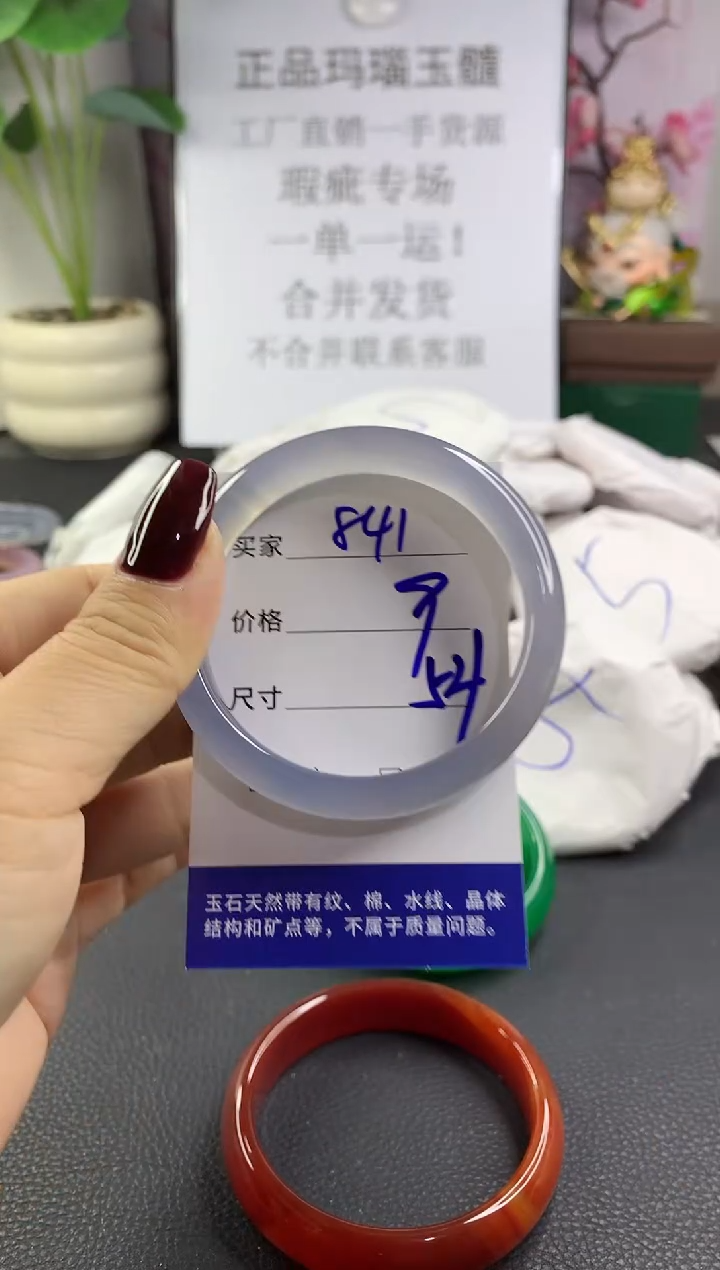 正品玛瑙玉髓
工厂直销一手货源
瑕疵专场
一单一运！
合并发货
不合并联系客服
买家 841
价格
尺寸 54
玉石天然带有纹、棉、水线、晶体
结构和矿点等，不属于质量问题。